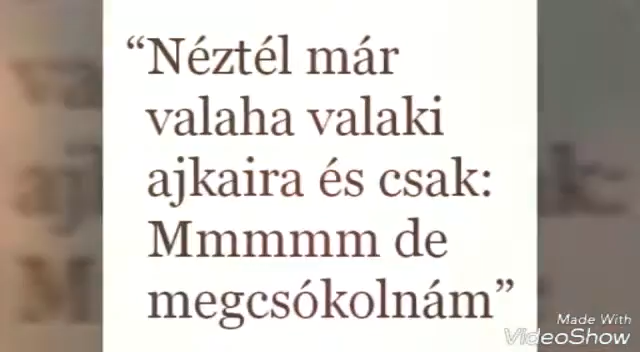 “Néztél már
valaha valaki
ajkaira és csak:
Mmmmm de
megcsókolnám”
Made With
VideoShow